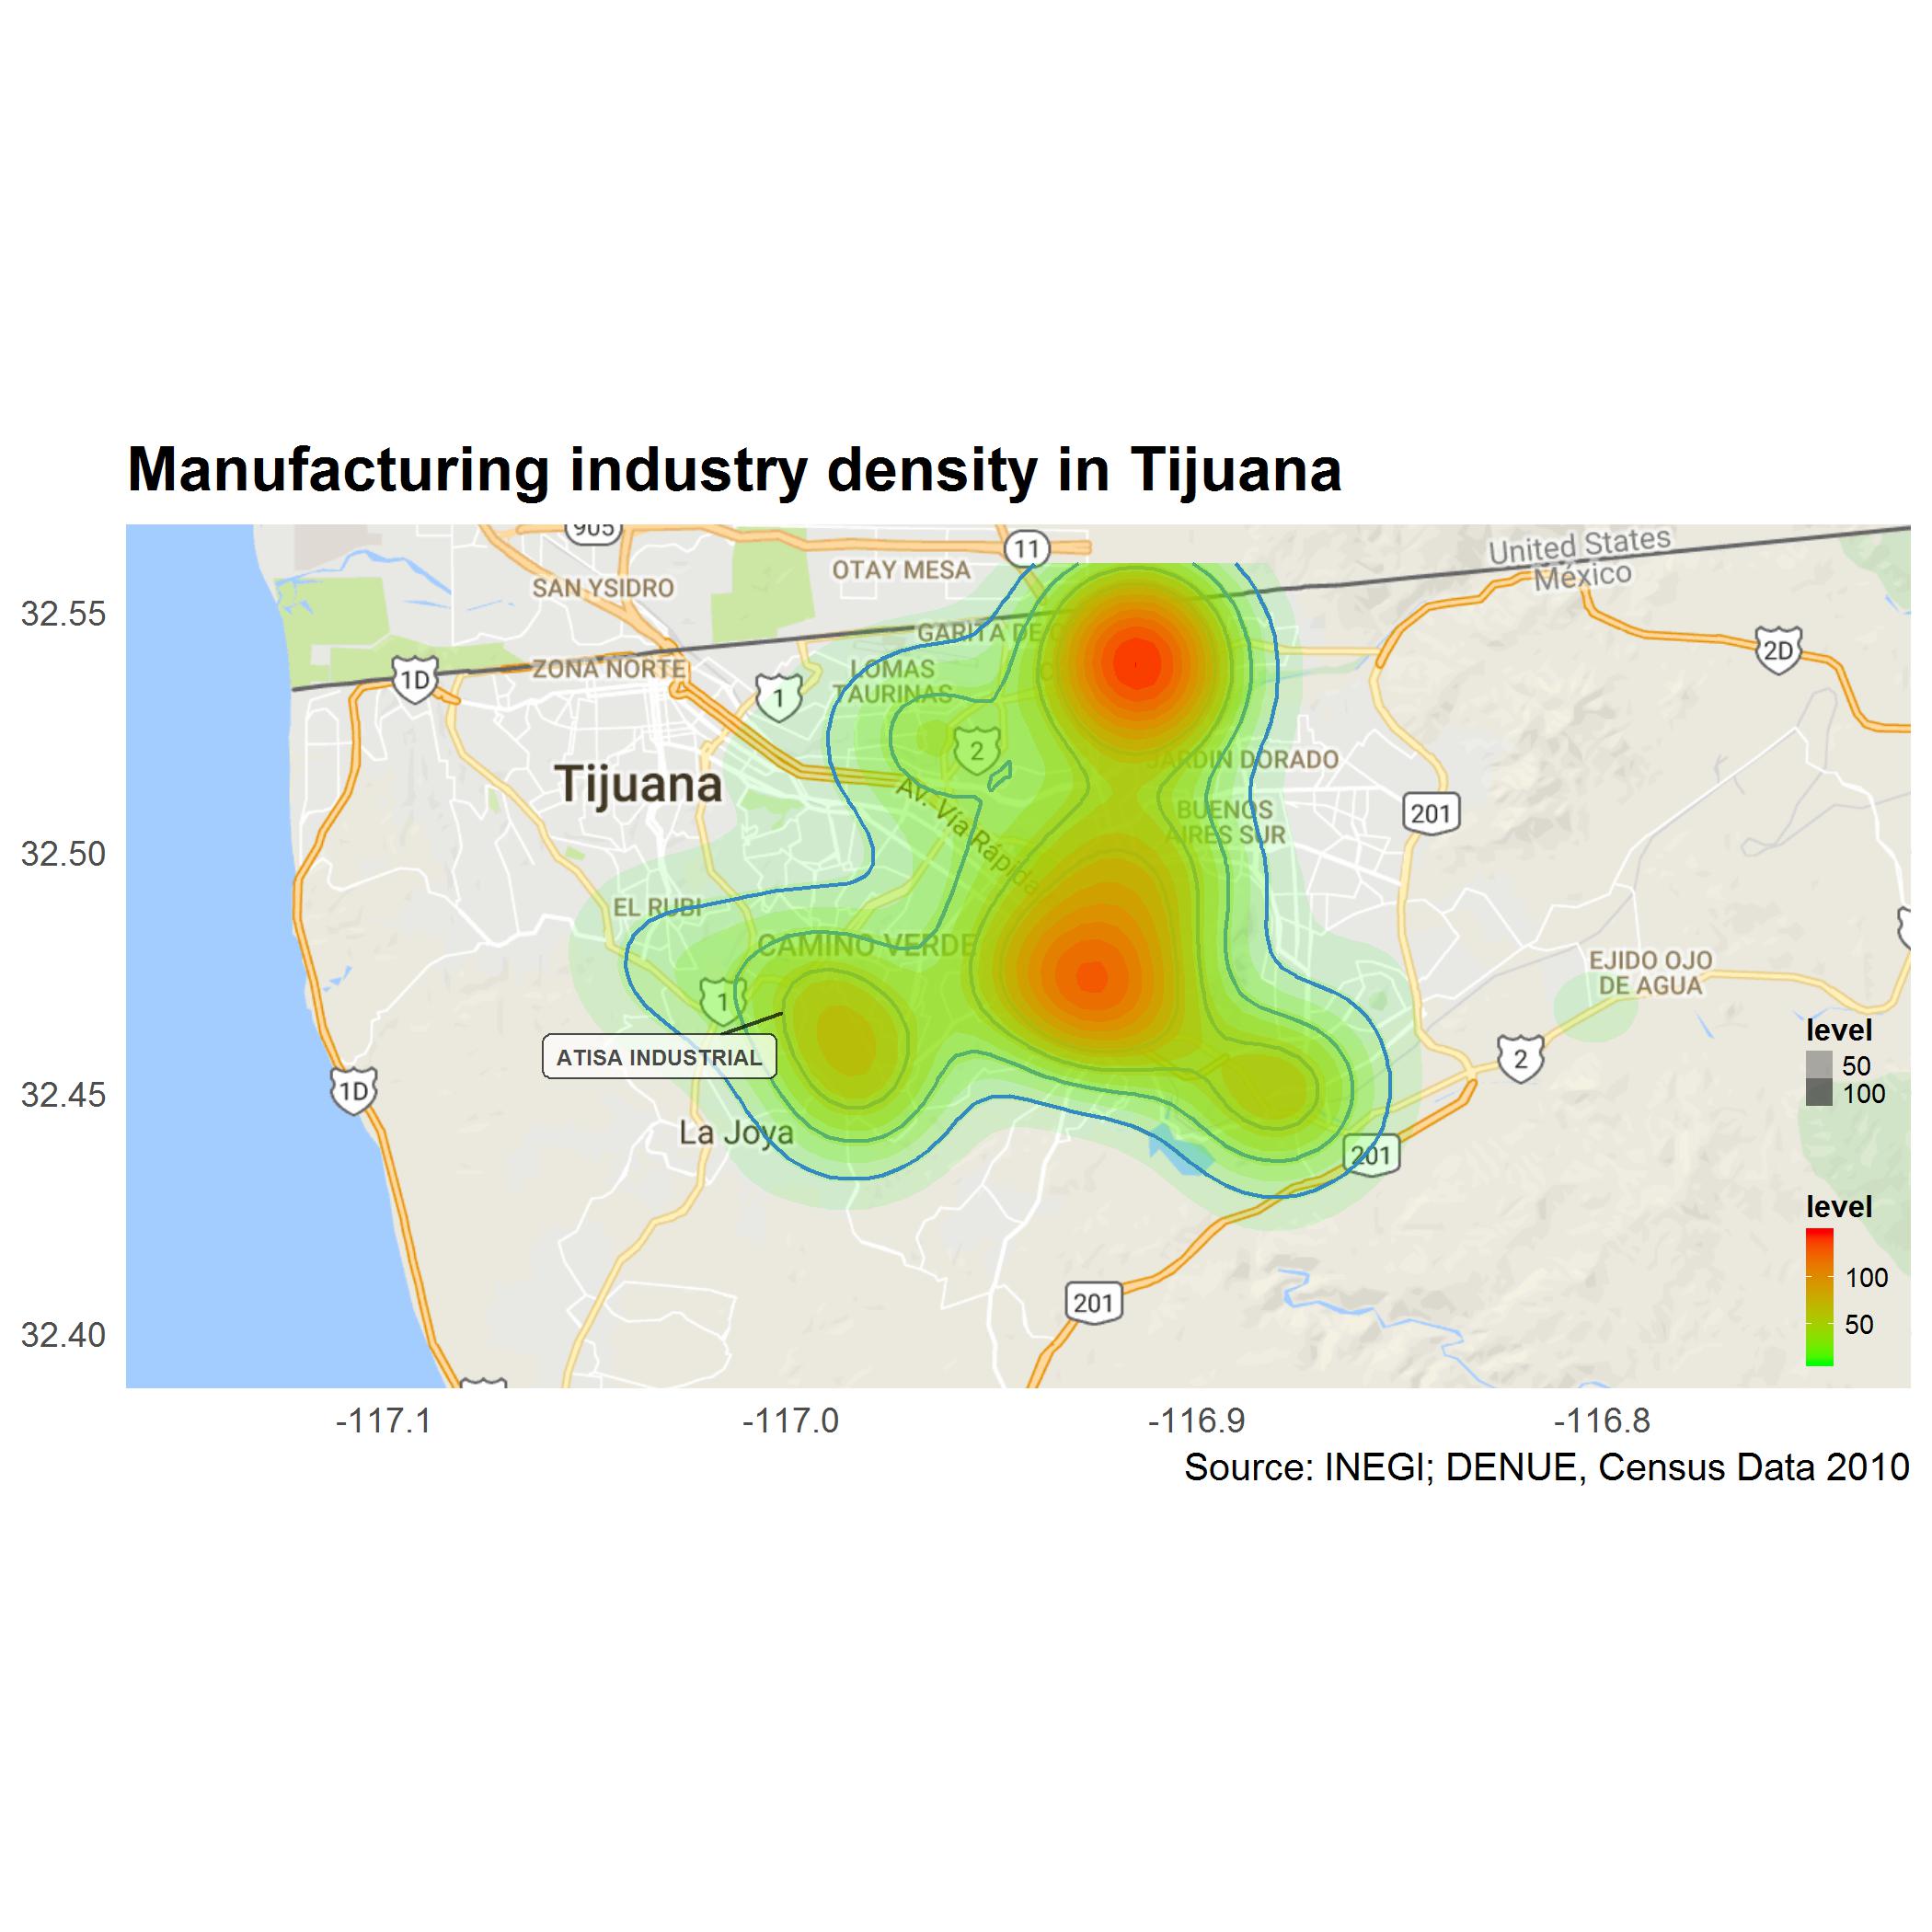 Manufacturing industry density in Tijuana
905
11
OTAY MESA
United States
México
SAN YSIDRO
32.55
GARITA DE
2D
ZONA NORTE
1D
LOMAS
TAURINAS
1
2
JARDIN DORADO
Tijuana
Av. Vía Rápida
BUENOS
AIRES SUR
201
32.50
EL RUBI
CAMINO VERDE
EJIDO OJO
DE AGUA
1
level
50
100
ATISA INDUSTRIAL
2
32.45
1D
La Joya
201
level
100
50
201
32.40
-117.1
-117.0
-116.9
-116.8
Source: INEGI; DENUE, Census Data 2010